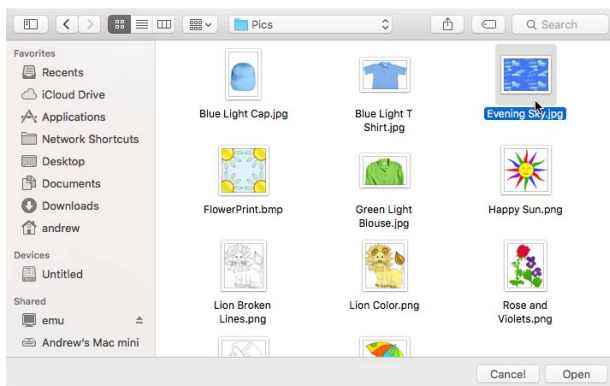 Pics
Search
Favorites
Recents
iCloud Drive
Applications
Network Shortcuts
Desktop
Documents
Downloads
andrew
Devices
Untitled
Shared
emu
Andrew's Mac mini
Blue Light Cap.jpg
Blue Light T
Shirt.jpg
Evening Sky.jpg
FlowerPrint.bmp
Green Light
Blouse.jpg
Happy Sun.png
Lion Broken
Lines.png
Lion Color.png
Rose and
Violets.png
Cancel
Open